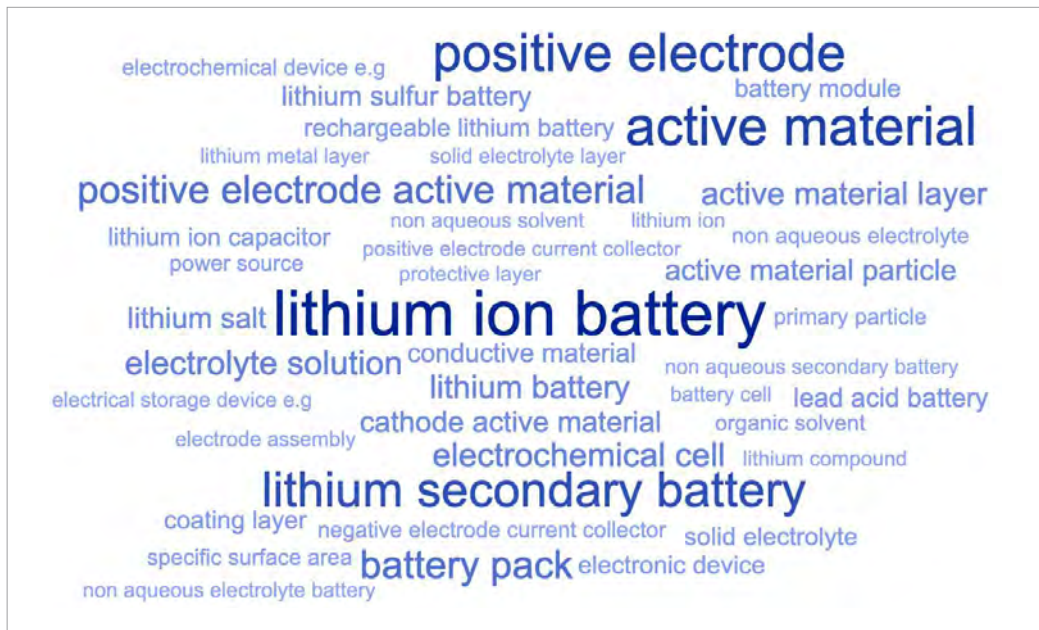 positive electrode
electrochemical device e.g
battery module
lithium sulfur battery
rechargeable lithium battery
active material
lithium metal layer
solid electrolyte layer
positive electrode active material
active material layer
non aqueous solvent
lithium ion
lithium ion capacitor
non aqueous electrolyte
positive electrode current collector
power source
protective layer
active material particle
lithium salt
lithium ion battery
primary particle
electrolyte solution
conductive material
non aqueous secondary battery
lithium battery
battery cell
lead acid battery
electrical storage device e.g
cathode active material
organic solvent
electrode assembly
electrochemical cell
lithium compound
lithium secondary battery
coating layer
negative electrode current collector
solid electrolyte
specific surface area
battery pack
electronic device
non aqueous electrolyte battery